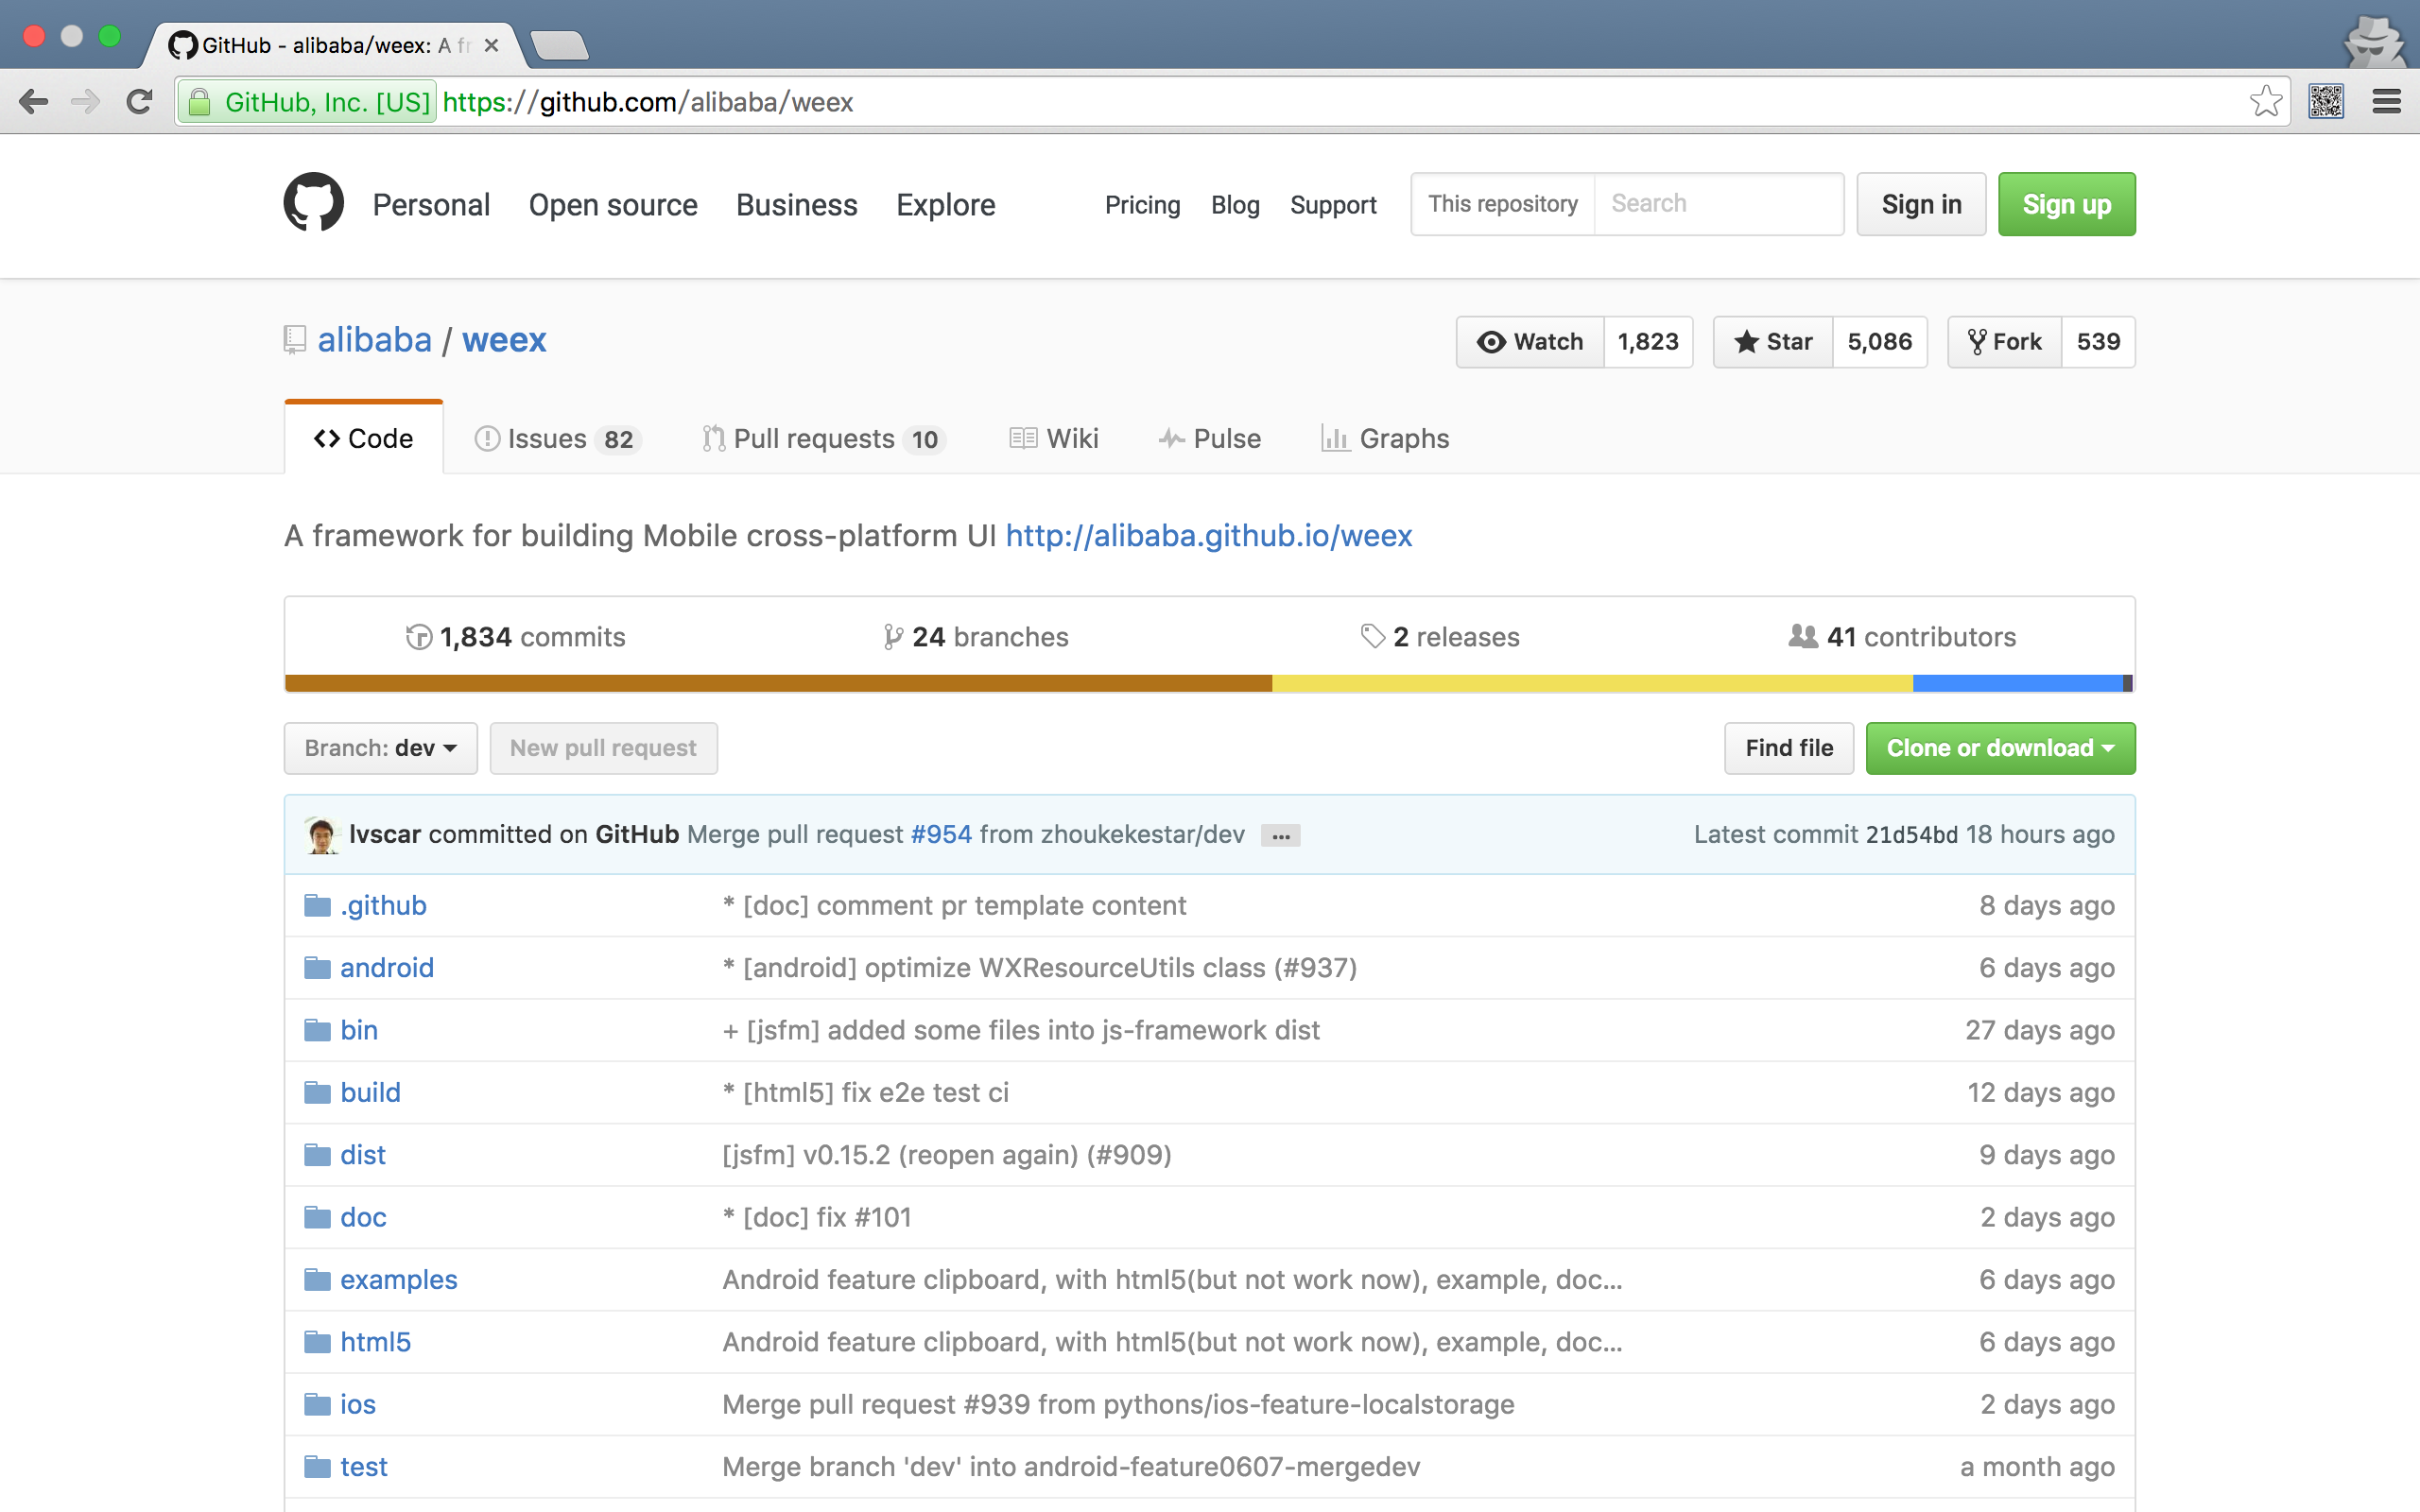 GitHub - alibaba/weex: A fr
GitHub, Inc. [US] https://github.com/alibaba/weex
Personal Open source Business Explore Pricing Blog Support This repository Search Sign in Sign up
alibaba / weex Watch 1,823 Star 5,086 Fork 539
Code Issues 82 Pull requests 10 Wiki Pulse Graphs
A framework for building Mobile cross-platform UI http://alibaba.github.io/weex
1,834 commits 24 branches 2 releases 41 contributors
Branch: dev New pull request Find file Clone or download
lvscar committed on GitHub Merge pull request #954 from zhoukekestar/dev ... Latest commit 21d54bd 18 hours ago
.github * [doc] comment pr template content 8 days ago
android * [android] optimize WXResourceUtils class (#937) 6 days ago
bin + [jsfm] added some files into js-framework dist 27 days ago
build * [html5] fix e2e test ci 12 days ago
dist [jsfm] v0.15.2 (reopen again) (#909) 9 days ago
doc * [doc] fix #101 2 days ago
examples Android feature clipboard, with html5(but not work now), example, doc... 6 days ago
html5 Android feature clipboard, with html5(but not work now), example, doc... 6 days ago
ios Merge pull request #939 from pythons/ios-feature-localstorage 2 days ago
test Merge branch 'dev' into android-feature0607-mergedev a month ago